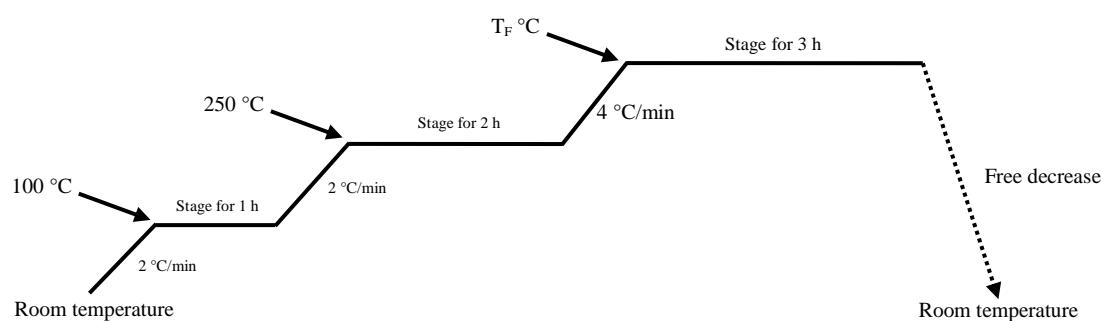 T_F °C
Stage for 3 h
250 °C
Stage for 2 h
4 °C/min
100 °C
Stage for 1 h
2 °C/min
Free decrease
2 °C/min
Room temperature
Room temperature